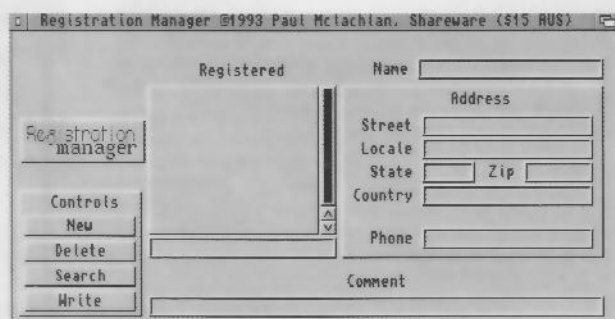 Registration Manager ©1993 Paul Mclachlan. Shareware ($15 AUS)
Registered
Name
Address
Street
Locale
State Zip
Country
Phone
Registration
manager
Controls
New
Delete
Search
Write
Comment